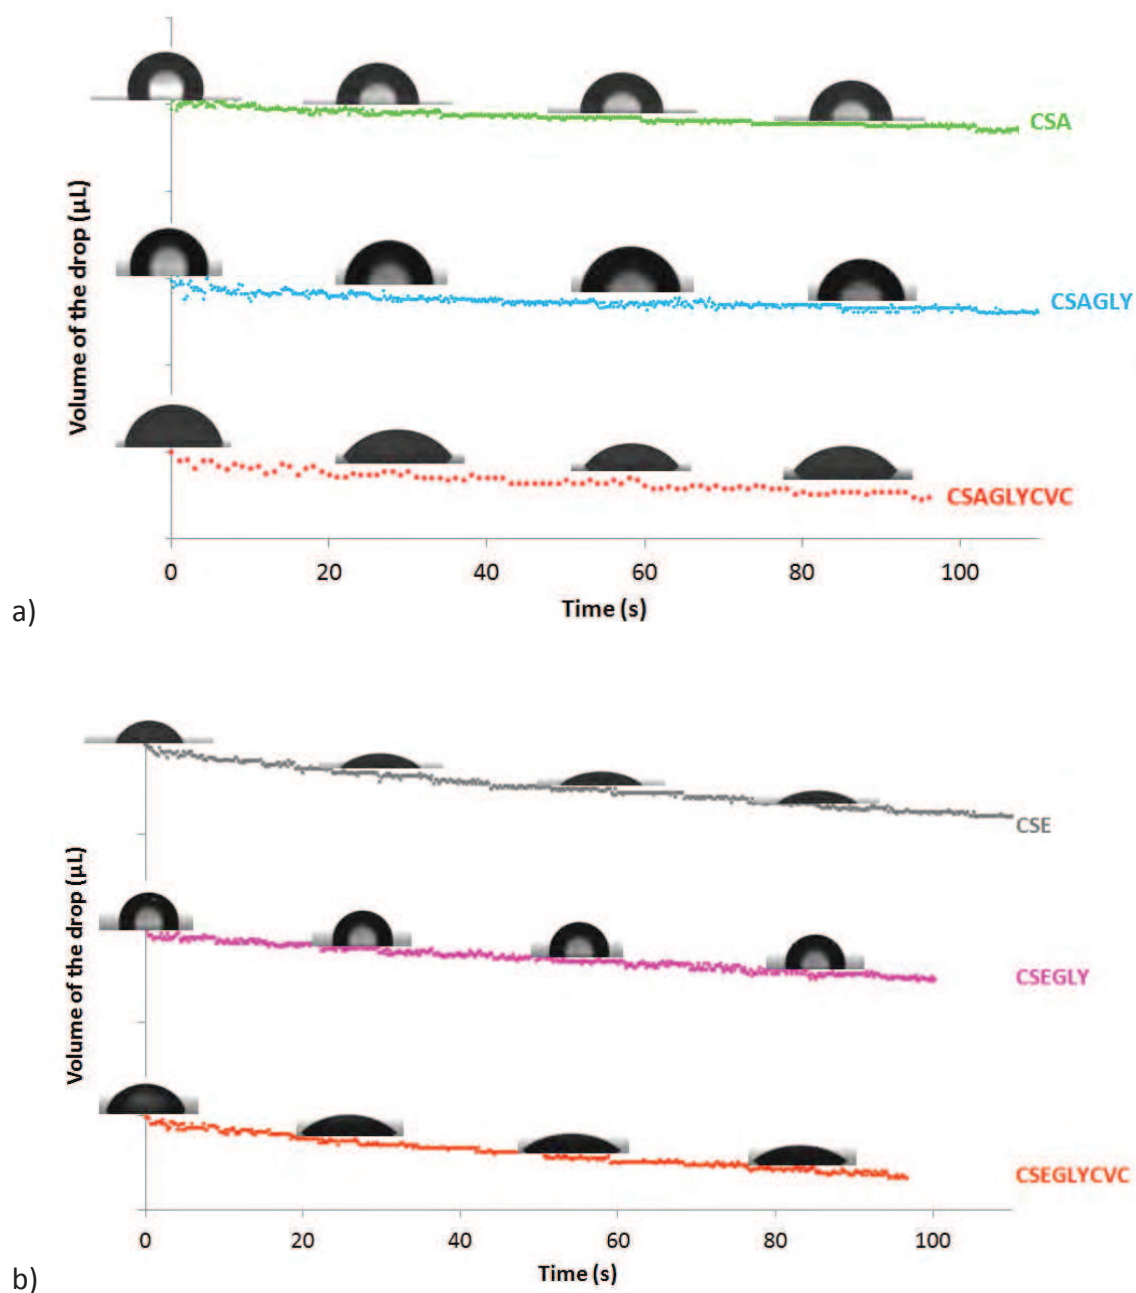 CSA
CSAGLY
CSAGLYCVC
Volume of the drop (µL)
0 20 40 60 80 100
Time (s)
a)
CSE
CSEGLY
CSEGLYCVC
Volume of the drop (µL)
0 20 40 60 80 100
Time (s)
b)